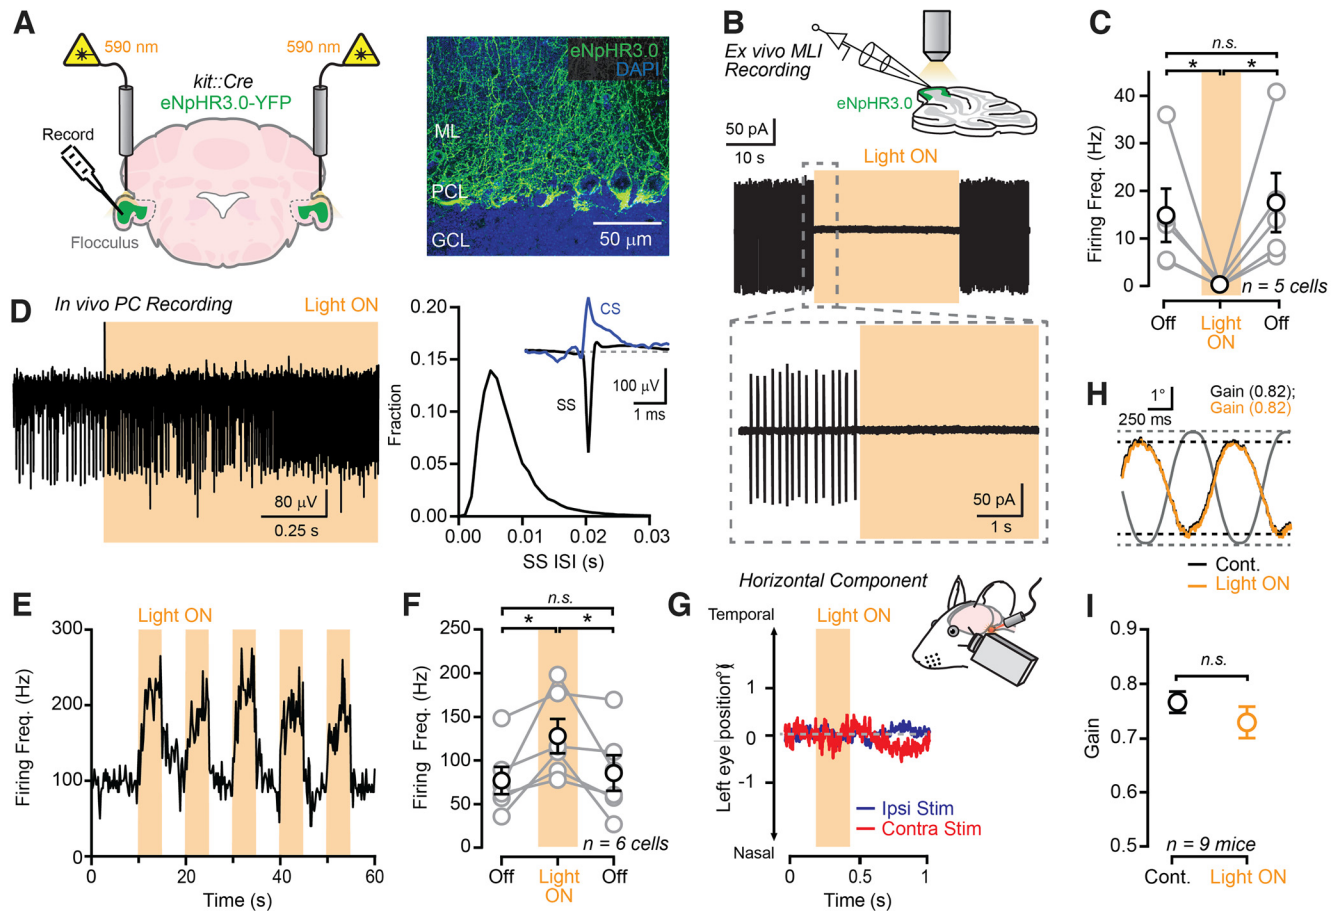 A
590 nm
590 nm
kit::Cre
eNpHR3.0-YFP
Record
Flocculus
eNpHR3.0
DAPI
ML
PCL
GCL
50 µm
B
Ex vivo MLI
Recording
eNpHR3.0
50 pA
10 s
Light ON
50 pA
1 s
C
n.s.
* *
Firing Freq. (Hz)
40
30
20
10
0
n = 5 cells
Off
Light
ON
Off
D
In vivo PC Recording
Light ON
80 µV
0.25 s
Fraction
0.20
0.15
0.10
0.05
0.00
0.00
0.01
0.02
0.03
SS ISI (s)
CS
SS
100 µV
1 ms
E
Light ON
Firing Freq. (Hz)
300
200
100
0
0
20
40
60
Time (s)
F
n.s.
* *
Firing Freq. (Hz)
250
200
150
100
50
0
n = 6 cells
Off
Light
ON
Off
G
Horizontal Component
Temporal
Light ON
Left eye position
1
0
-1
Ipsi Stim
Contra Stim
Nasal
0
0.5
1
Time (s)
H
1°
250 ms
Gain (0.82);
Gain (0.82)
Cont.
Light ON
I
n.s.
Gain
0.9
0.8
0.7
0.6
0.5
n = 9 mice
Cont.
Light ON